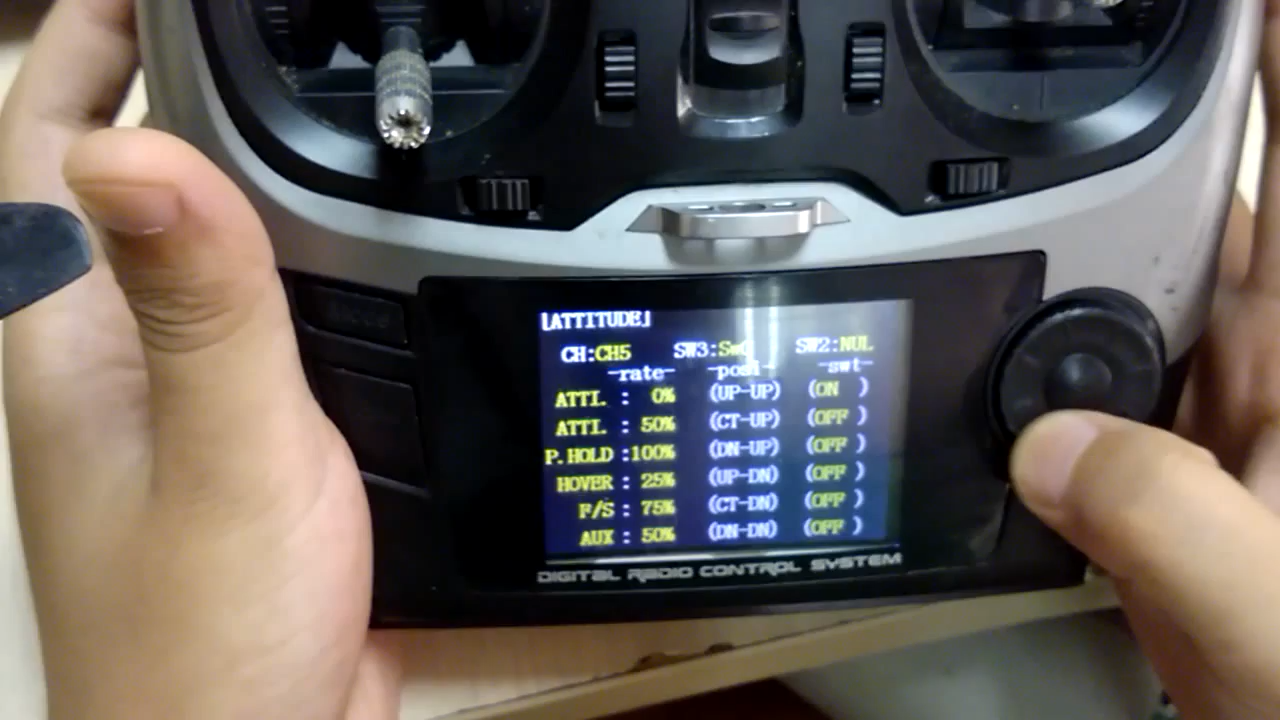 [ATTITUDE]
CH:CH5 SW3: SW2:NUL
-rate- -posi- -swt-
ATTI. : 0% (UP-UP) (ON )
ATTI. : 50% (CT-UP) (OFF )
P.HOLD :100% (DN-UP) (OFF )
HOVER : 25% (UP-DN) (OFF )
F/S : 75% (CT-DN) (OFF )
AUX : 50% (DN-DN) (OFF )
DIGITAL RADIO CONTROL SYSTEM